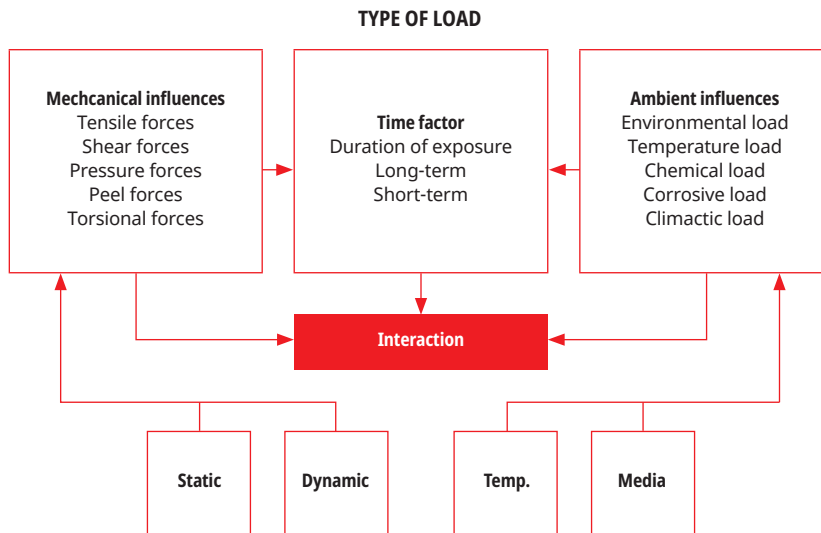 TYPE OF LOAD
Mechcanical influences
Tensile forces
Shear forces
Pressure forces
Peel forces
Torsional forces
Time factor
Duration of exposure
Long-term
Short-term
Ambient influences
Environmental load
Temperature load
Chemical load
Corrosive load
Climactic load
Interaction
Static
Dynamic
Temp.
Media